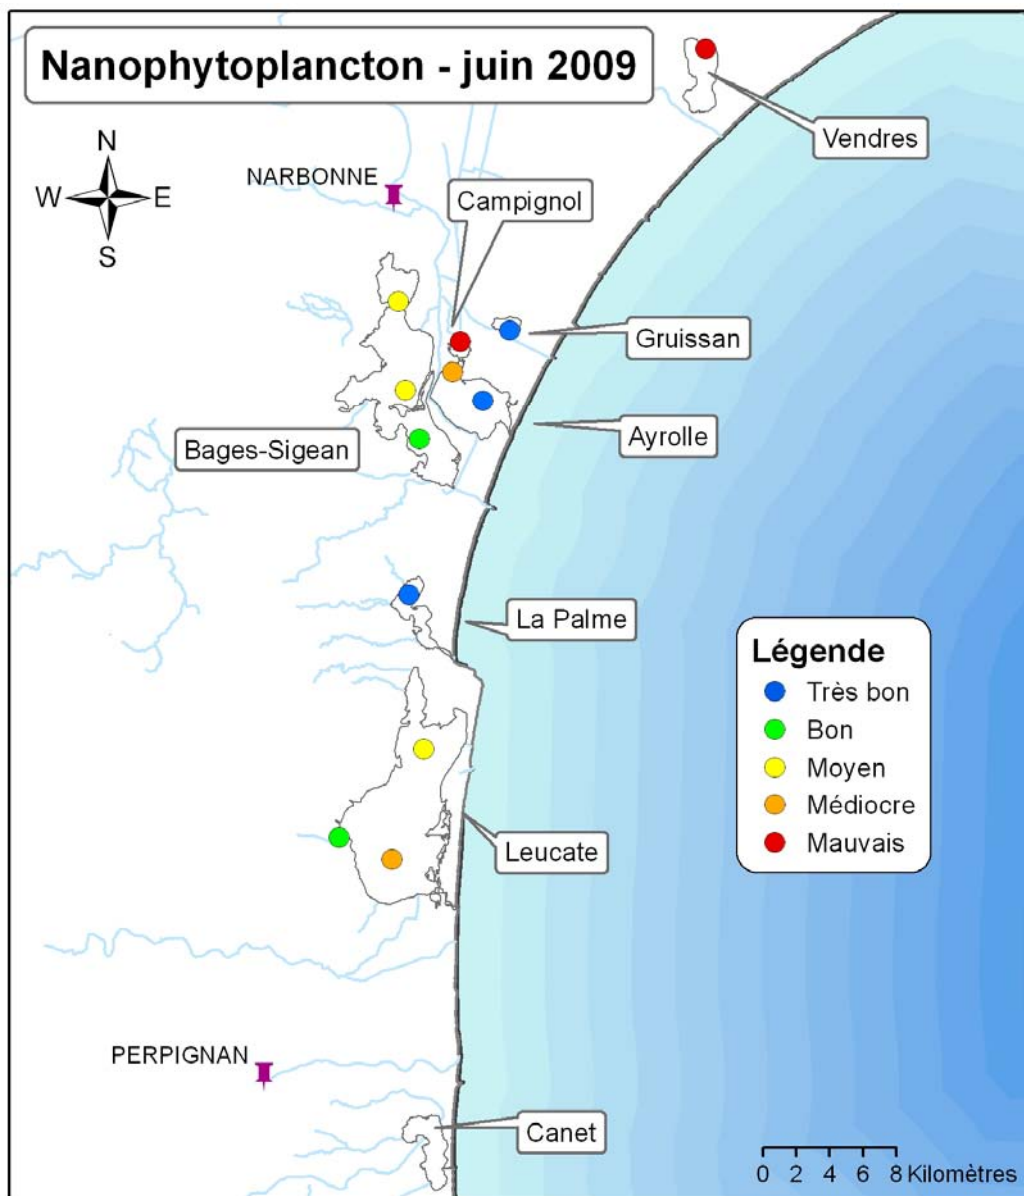 Nanophytoplancton - juin 2009
Vendres
N
W
E
S
NARBONNE
Campignol
Gruissan
Ayrolle
Bages-Sigean
La Palme
Légende
Très bon
Bon
Moyen
Médiocre
Mauvais
Leucate
PERPIGNAN
Canet
0 2 4 6 8 Kilomètres